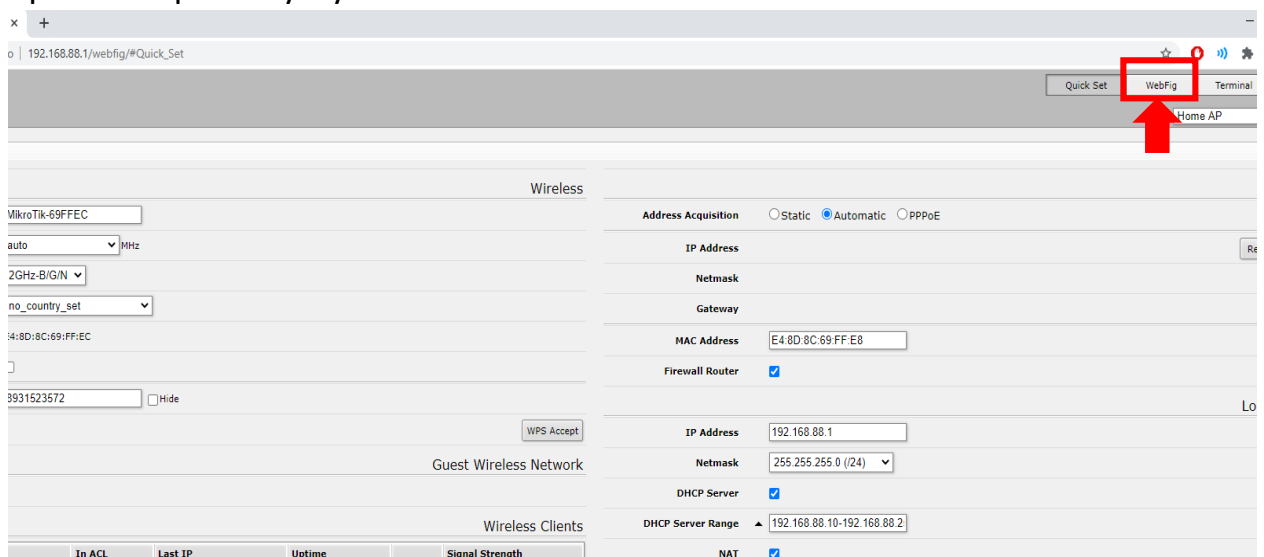 × +
192.168.88.1/webfig/#Quick_Set
Quick Set WebFig Terminal
Home AP
Wireless
MikroTik-69FFEC
auto MHz
2GHz-B/G/N
no_country_set
E4:8D:8C:69:FF:EC
8931523572 Hide
WPS Accept
Guest Wireless Network
Wireless Clients
In ACL Last IP Uptime Signal Strength
Address Acquisition Static Automatic PPPoE
IP Address Re
Netmask
Gateway
MAC Address E4:8D:8C:69:FF:E8
Firewall Router
Lo
IP Address 192.168.88.1
Netmask 255.255.255.0 (/24)
DHCP Server
DHCP Server Range 192.168.88.10-192.168.88.2
NAT